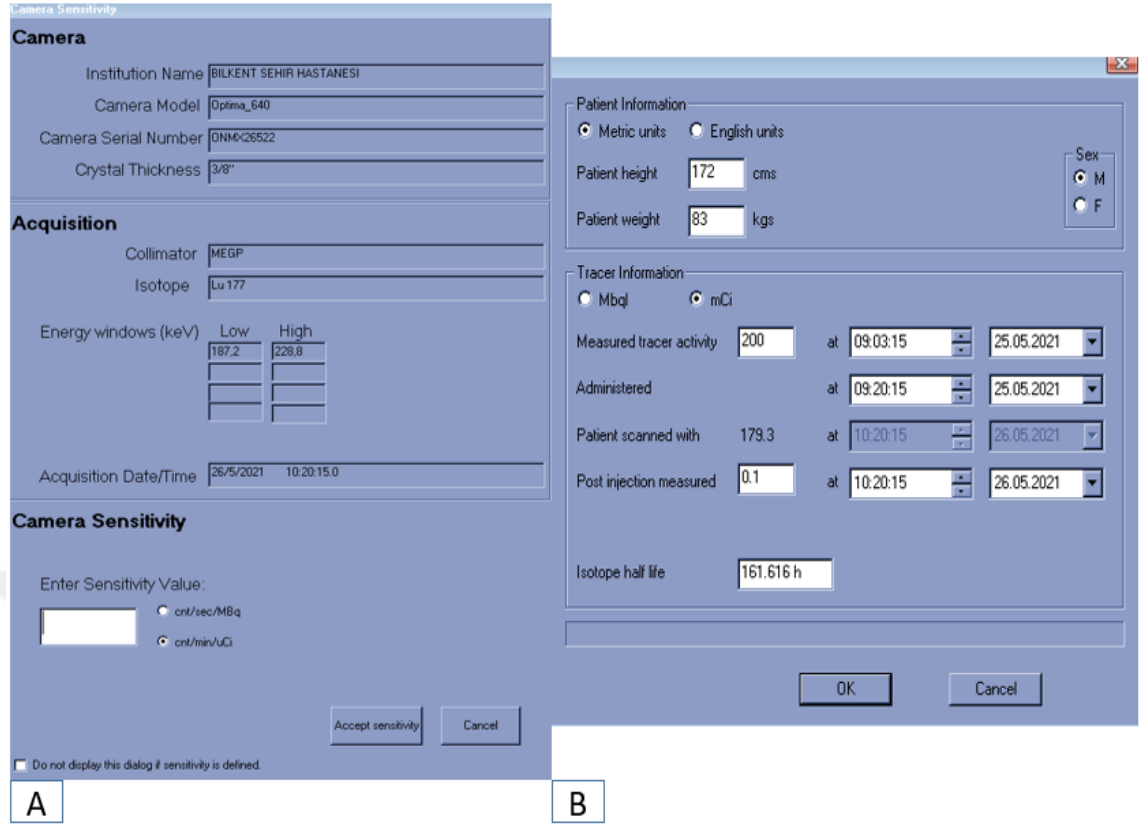 Camera Sensitivity
Camera
Institution Name BILKENT SEHIR HASTANESI
Camera Model Optima_640
Camera Serial Number ONMX26522
Crystal Thickness 3/8"
Acquisition
Collimator MEGP
Isotope Lu 177
Energy windows (keV) Low High
187,2 228,8
Acquisition Date/Time 26/5/2021 10:20:15.0
Camera Sensitivity
Enter Sensitivity Value:
cnt/sec/MBq
cnt/min/uCi
Accept sensitivity Cancel
Do not display this dialog if sensitivity is defined.
A
Patient Information
Metric units English units
Sex
M
F
Patient height 172 cms
Patient weight 83 kgs
Tracer Information
Mbql mCi
Measured tracer activity 200 at 09:03:15 25.05.2021
Administered at 09:20:15 25.05.2021
Patient scanned with 179.3 at 10:20:15 26.05.2021
Post injection measured 0.1 at 10:20:15 26.05.2021
Isotope half life 161.616 h
OK Cancel
B